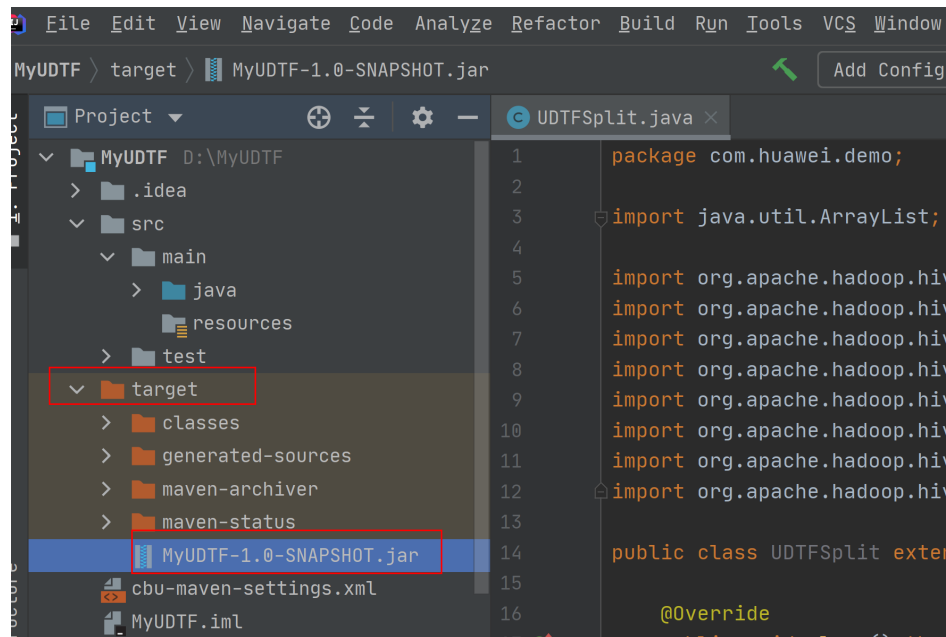 File Edit View Navigate Code Analyze Refactor Build Run Tools VCS Window
MyUDTF target MyUDTF-1.0-SNAPSHOT.jar Add Config
Project
UDTFSplit.java
MyUDTF D:\MyUDTF
.idea
src
main
java
resources
test
target
classes
generated-sources
maven-archiver
maven-status
MyUDTF-1.0-SNAPSHOT.jar
cbu-maven-settings.xml
MyUDTF.iml
1 package com.huawei.demo;
2
3 import java.util.ArrayList;
4
5 import org.apache.hadoop.hiv
6 import org.apache.hadoop.hiv
7 import org.apache.hadoop.hiv
8 import org.apache.hadoop.hiv
9 import org.apache.hadoop.hiv
10 import org.apache.hadoop.hiv
11 import org.apache.hadoop.hiv
12 import org.apache.hadoop.hiv
13
14 public class UDTFSplit exten
15
16 @Override